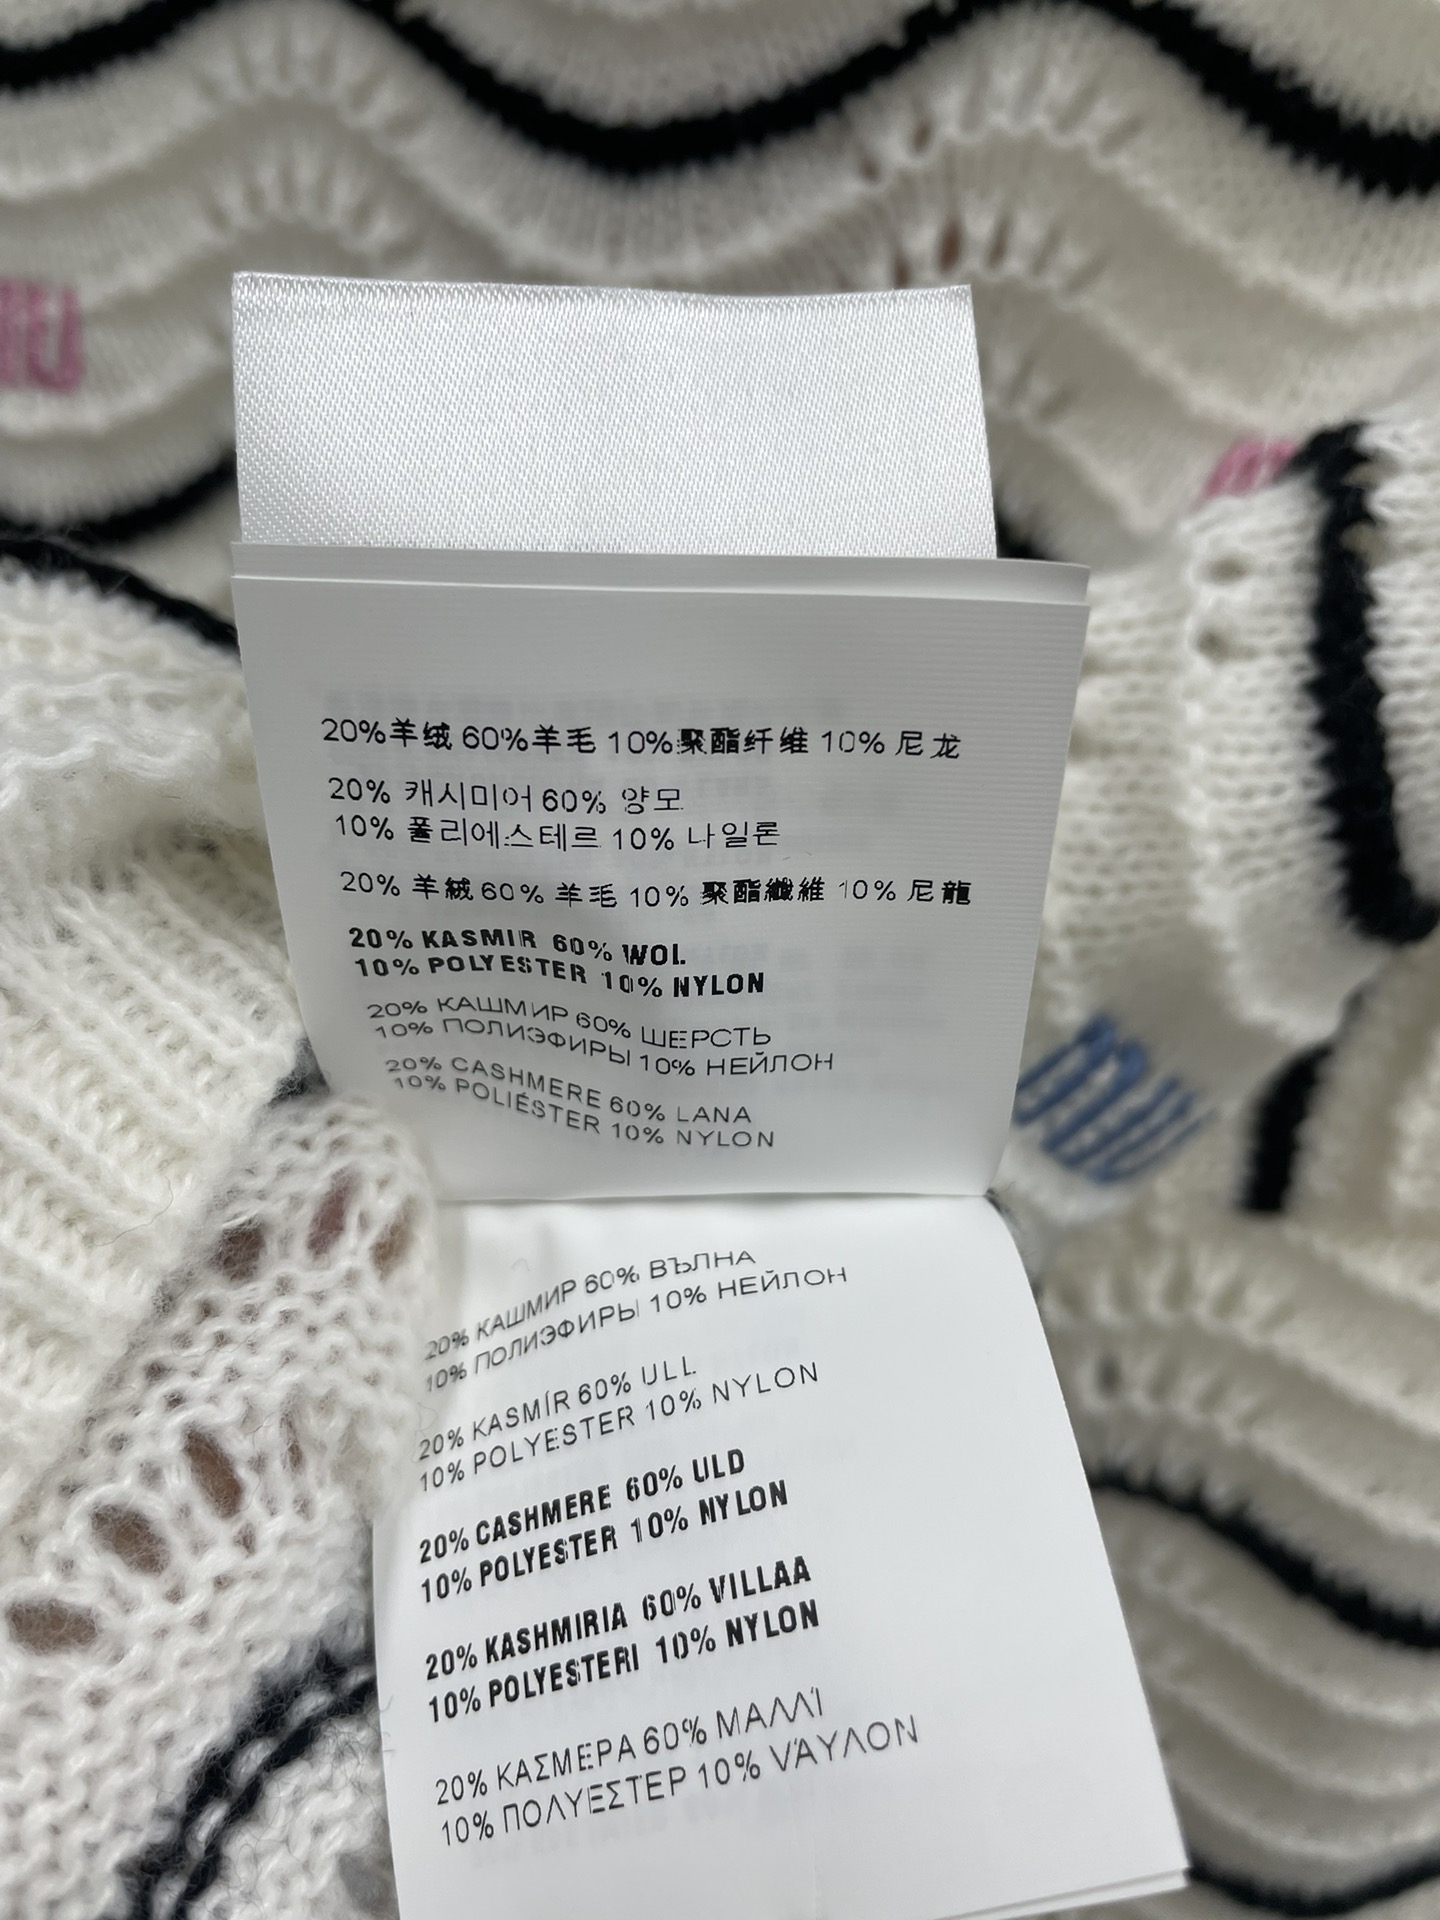 20%羊绒 60%羊毛 10%聚酯纤维 10% 尼龙
20% 캐시미어 60% 양모
10% 폴리에스테르 10% 나일론
20% 羊絨 60% 羊毛 10% 聚酯纖維 10% 尼龍
20% KASMIR 60% WOL
10% POLYESTER 10% NYLON
20% КАШМИР 60% ШЕРСТЬ
10% ПОЛИЭФИРЫ 10% НЕЙЛОН
20% CASHMERE 60% LANA
10% POLIÉSTER 10% NYLON
20% КАШМИР 60% ВЪЛНА
10% ПОЛИЭФИРЫ 10% НЕЙЛОН
20% KASMÍR 60% ULL
10% POLYESTER 10% NYLON
20% CASHMERE 60% ULD
10% POLYESTER 10% NYLON
20% KASHMIRIA 60% VILLAA
10% POLYESTERI 10% NYLON
20% ΚΑΣΜΕΡΑ 60% ΜΑΛΛΊ
10% ΠΟΛΥΕΣΤΕΡ 10% VΆΥΛΟΝ